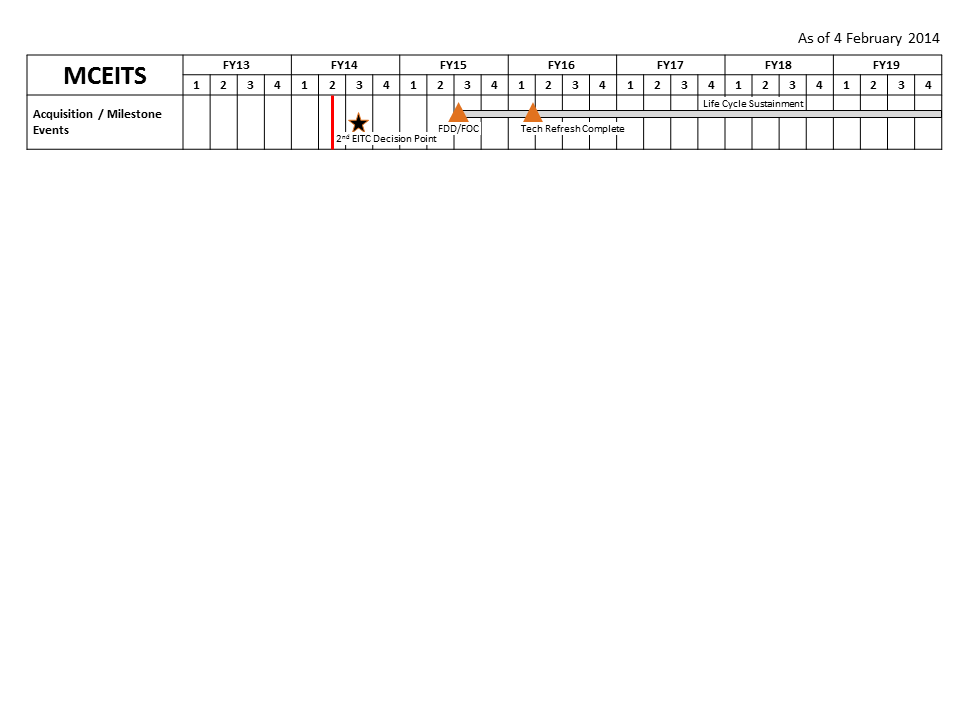 As of 4 February 2014
MCEITS
FY13 FY14 FY15 FY16 FY17 FY18 FY19
1 2 3 4 1 2 3 4 1 2 3 4 1 2 3 4 1 2 3 4 1 2 3 4 1 2 3 4
Acquisition / Milestone
Events
Life Cycle Sustainment
FDD/FOC
Tech Refresh Complete
2nd EITC Decision Point